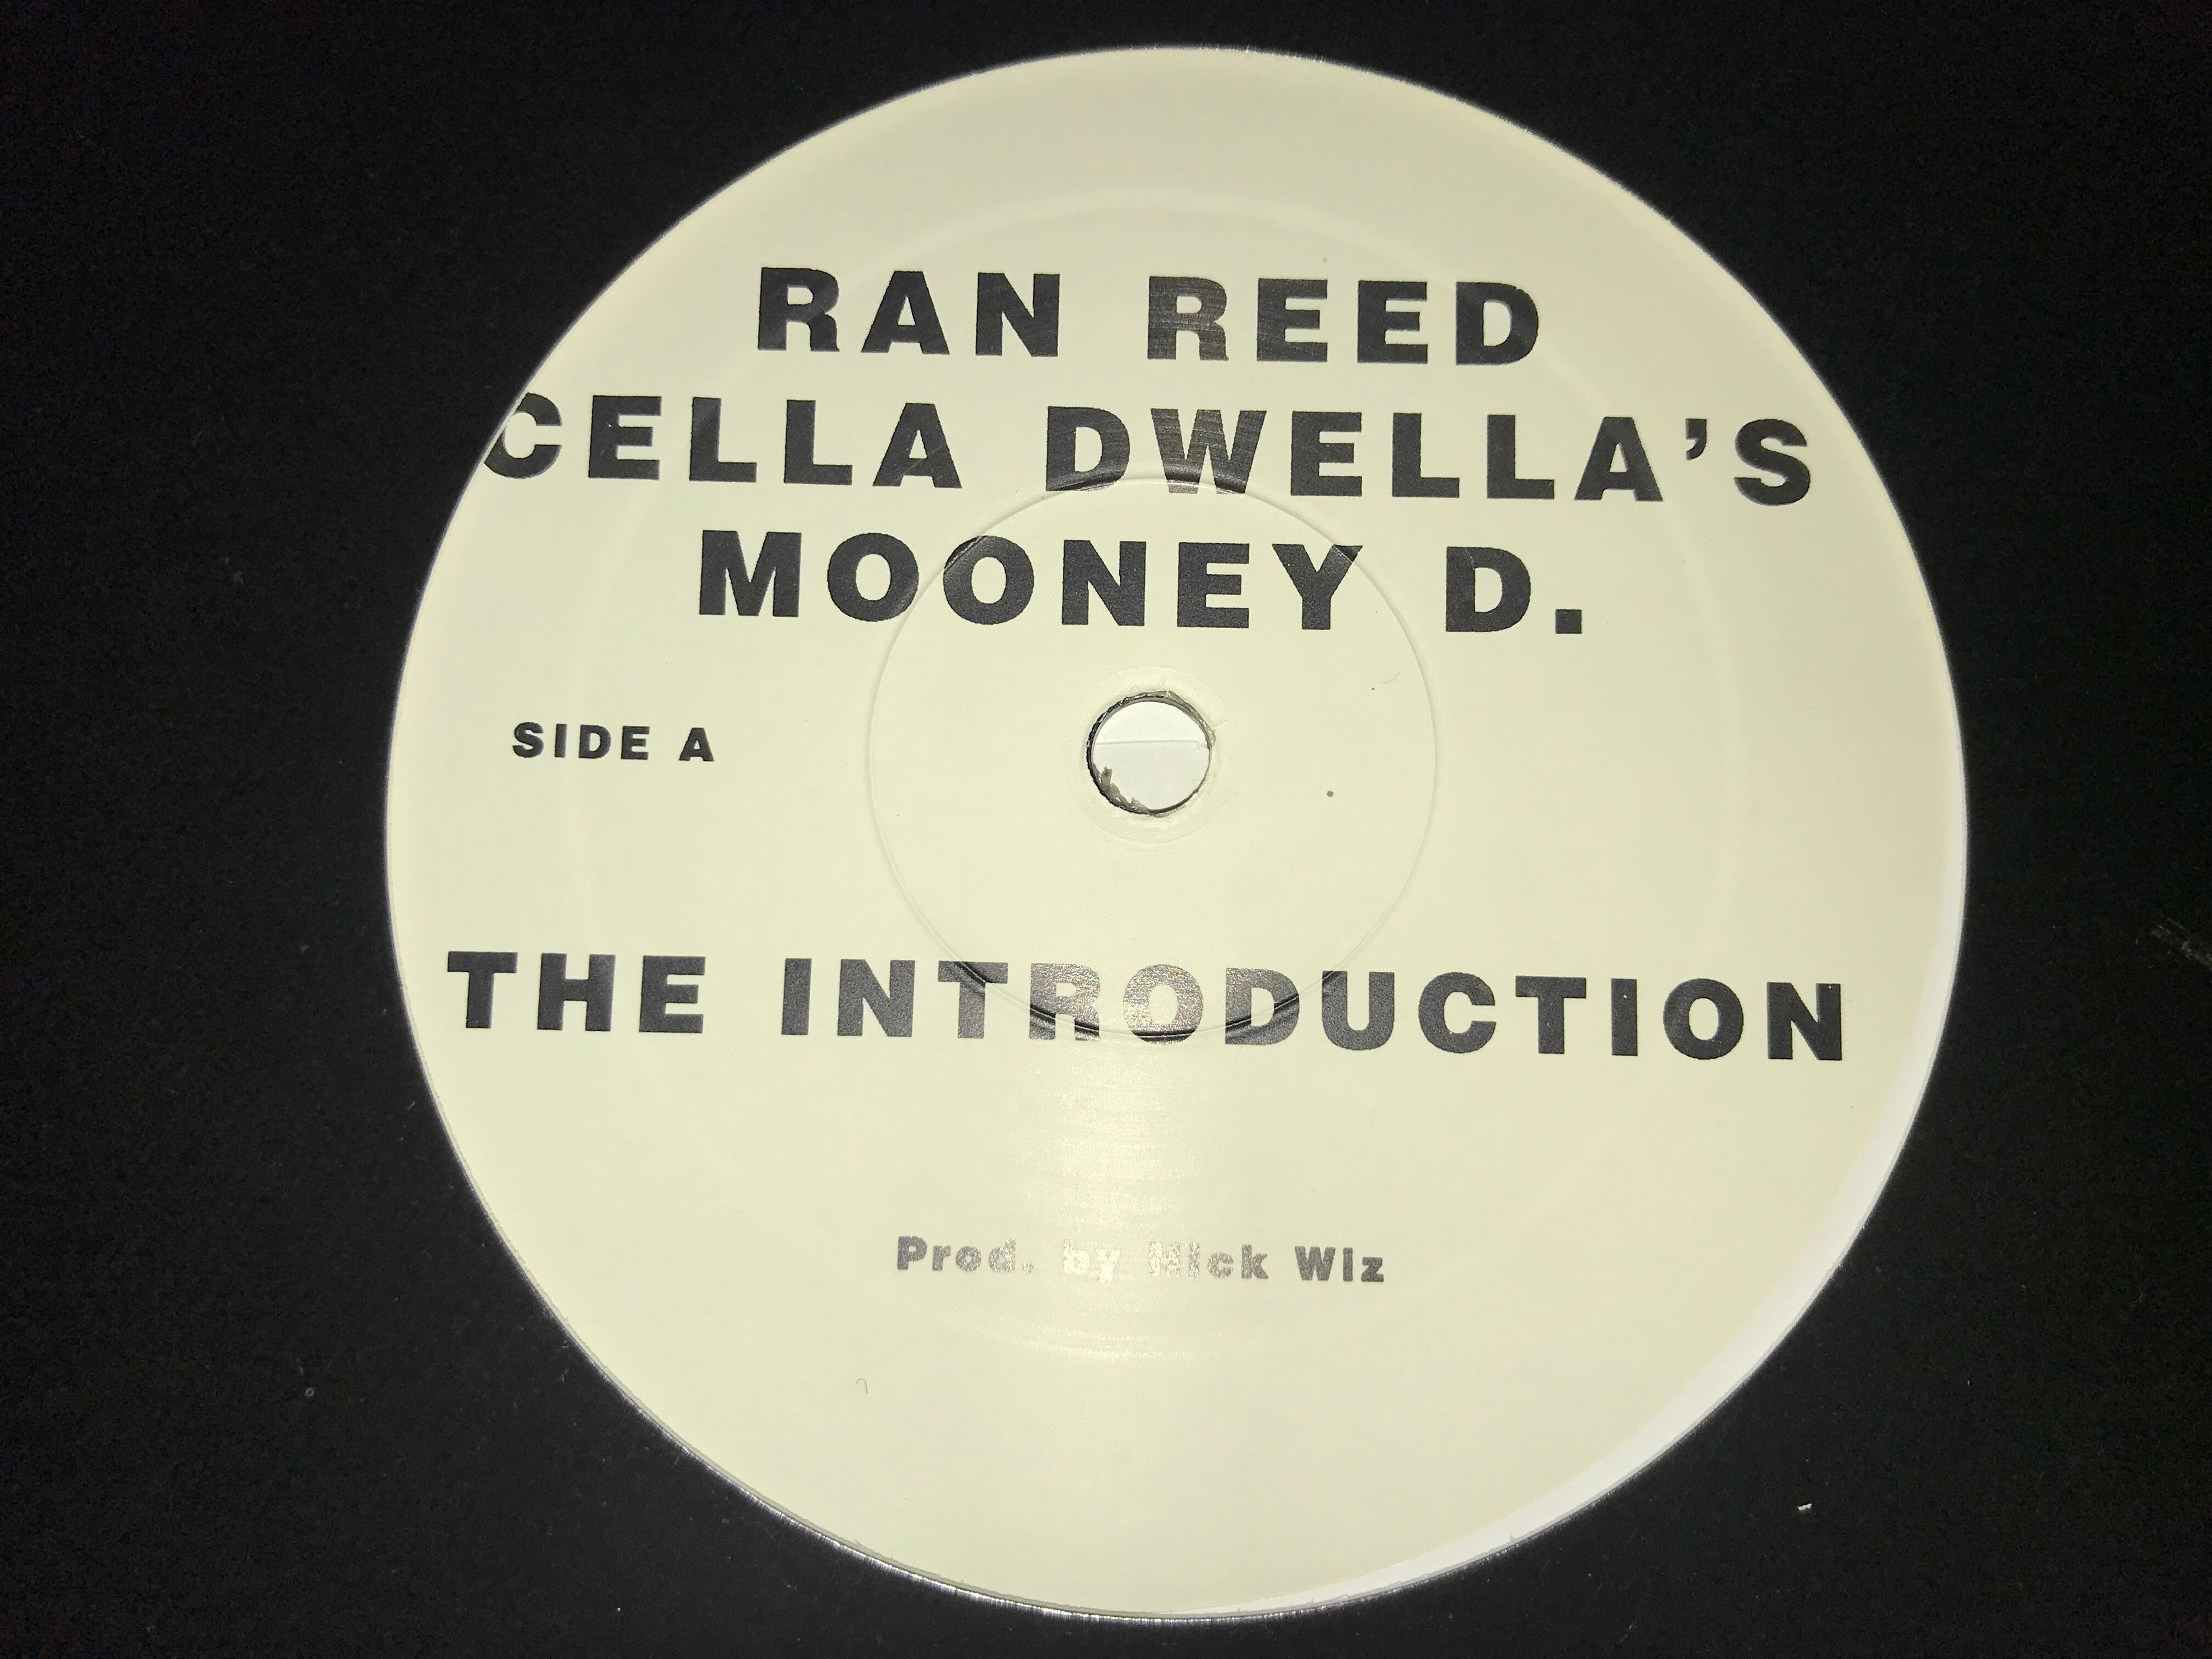 RAN REED
CELLA DWELLA'S
MOONEY D.
SIDE A
THE INTRODUCTION
Prod. by Nick Wiz